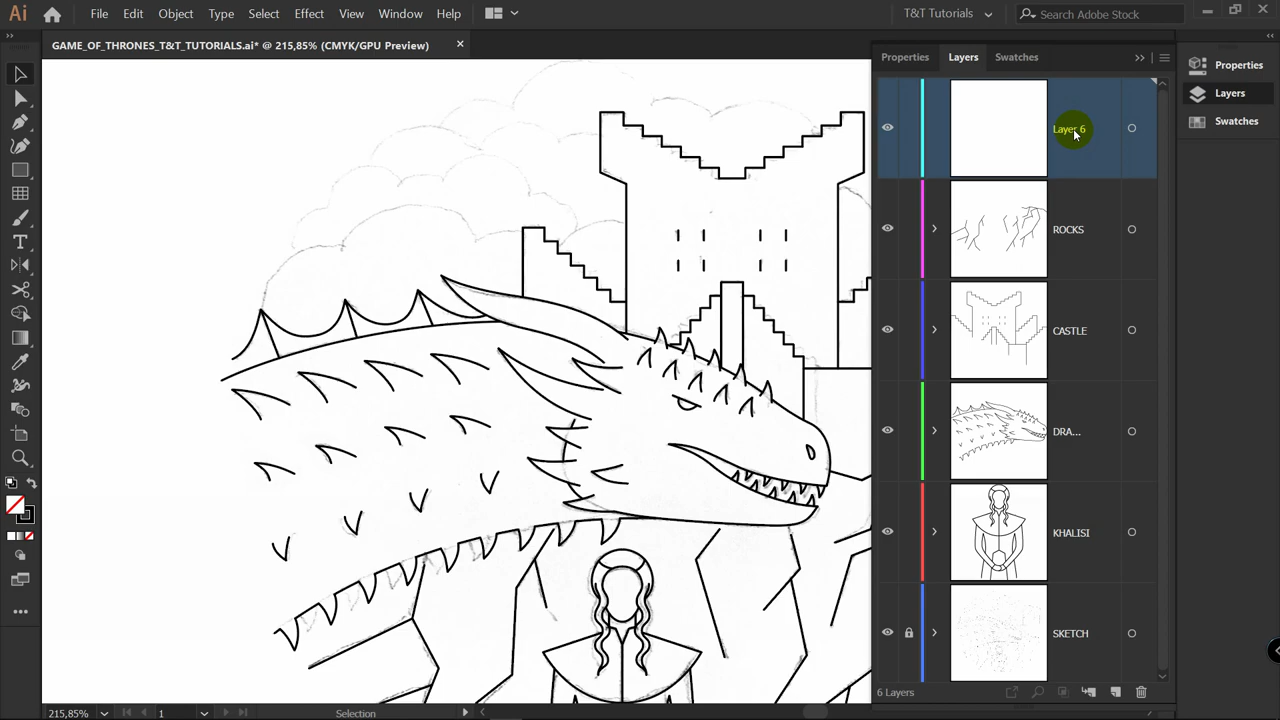 Ai
File Edit Object Type Select Effect View Window Help
T&T Tutorials
Search Adobe Stock
GAME_OF_THRONES_T&T_TUTORIALS.ai* @ 215,85% (CMYK/GPU Preview)
Properties Layers Swatches
Properties
Layers
Swatches
Layer 6
ROCKS
CASTLE
DRA...
KHALISI
SKETCH
6 Layers
215,85%
1
Selection